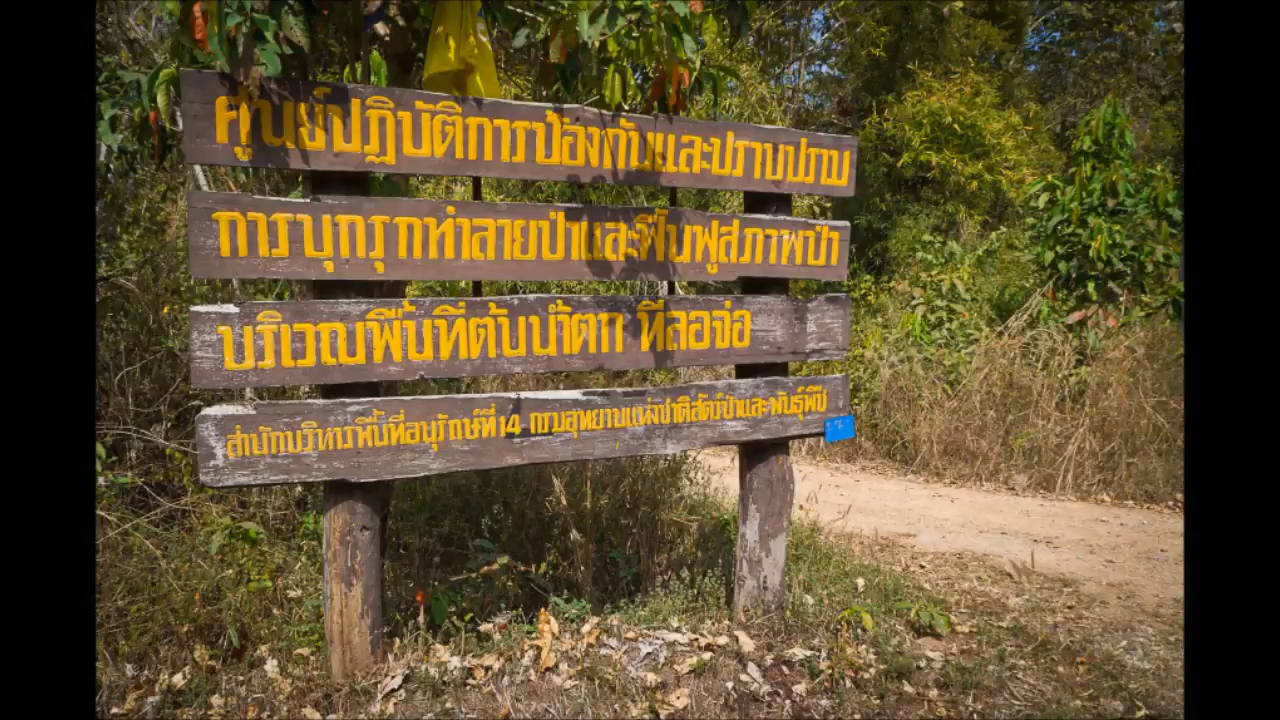 ศูนย์ปฏิบัติการป้องกันและปราบปราม
การบุกรุกทำลายป่าและฟื้นฟูสภาพป่า
บริเวณพื้นที่ต้นน้ำตก ทีลอจ่อ
สำนักบริหารพื้นที่อนุรักษ์ที่ 14 กรมอุทยานแห่งชาติสัตว์ป่าและพันธุ์พืช